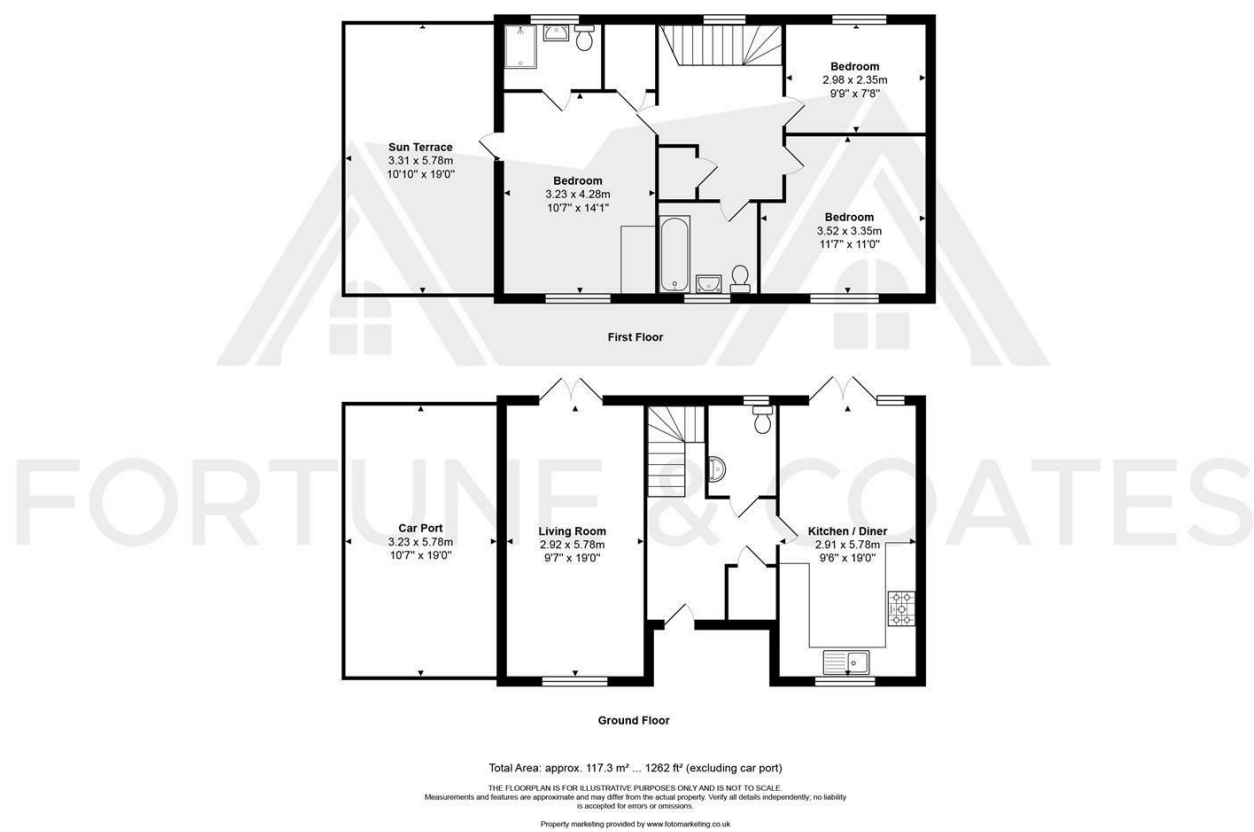 Sun Terrace
3.31 x 5.78m
10'10" x 19'0"
Bedroom
3.23 x 4.28m
10'7" x 14'1"
Bedroom
2.98 x 2.35m
9'9" x 7'8"
Bedroom
3.52 x 3.35m
11'7" x 11'0"
First Floor
FORTUNE & COATES
Car Port
3.23 x 5.78m
10'7" x 19'0"
Living Room
2.92 x 5.78m
9'7" x 19'0"
Kitchen / Diner
2.91 x 5.78m
9'6" x 19'0"
Ground Floor
Total Area: approx. 117.3 m² ... 1262 ft² (excluding car port)
THE FLOORPLAN IS FOR ILLUSTRATIVE PURPOSES ONLY AND IS NOT TO SCALE.
Measurements and features are approximate and may differ from the actual property. Verify all details independently; no liability
is accepted for errors or omissions.
Property marketing provided by www.fotomarketing.co.uk